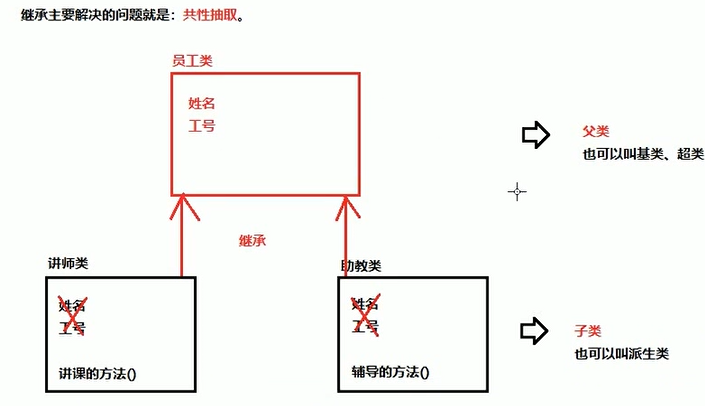 继承主要解决的问题就是：共性抽取。
员工类
姓名
工号
父类
也可以叫基类、超类
继承
讲师类
姓名
工号
讲课的方法()
助教类
姓名
工号
辅导的方法()
子类
也可以叫派生类